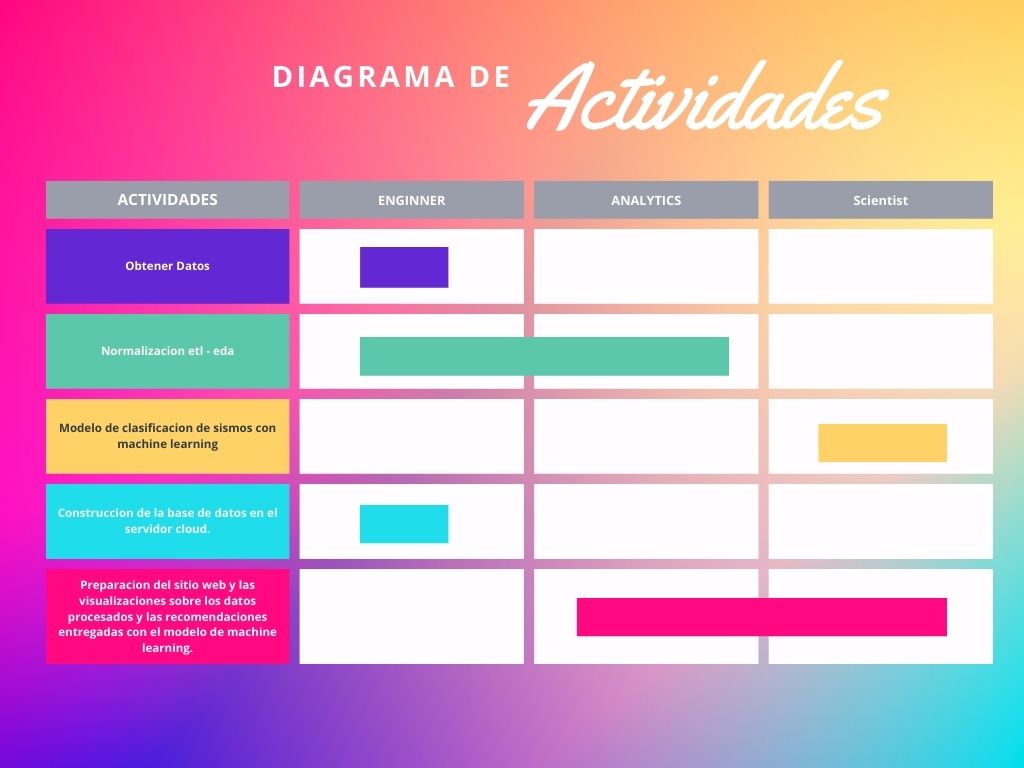 DIAGRAMA DE Actividades
ACTIVIDADES ENGINNER ANALYTICS Scientist
Obtener Datos
Normalizacion etl - eda
Modelo de clasificacion de sismos con
machine learning
Construccion de la base de datos en el
servidor cloud.
Preparacion del sitio web y las
visualizaciones sobre los datos
procesados y las recomendaciones
entregadas con el modelo de machine
learning.